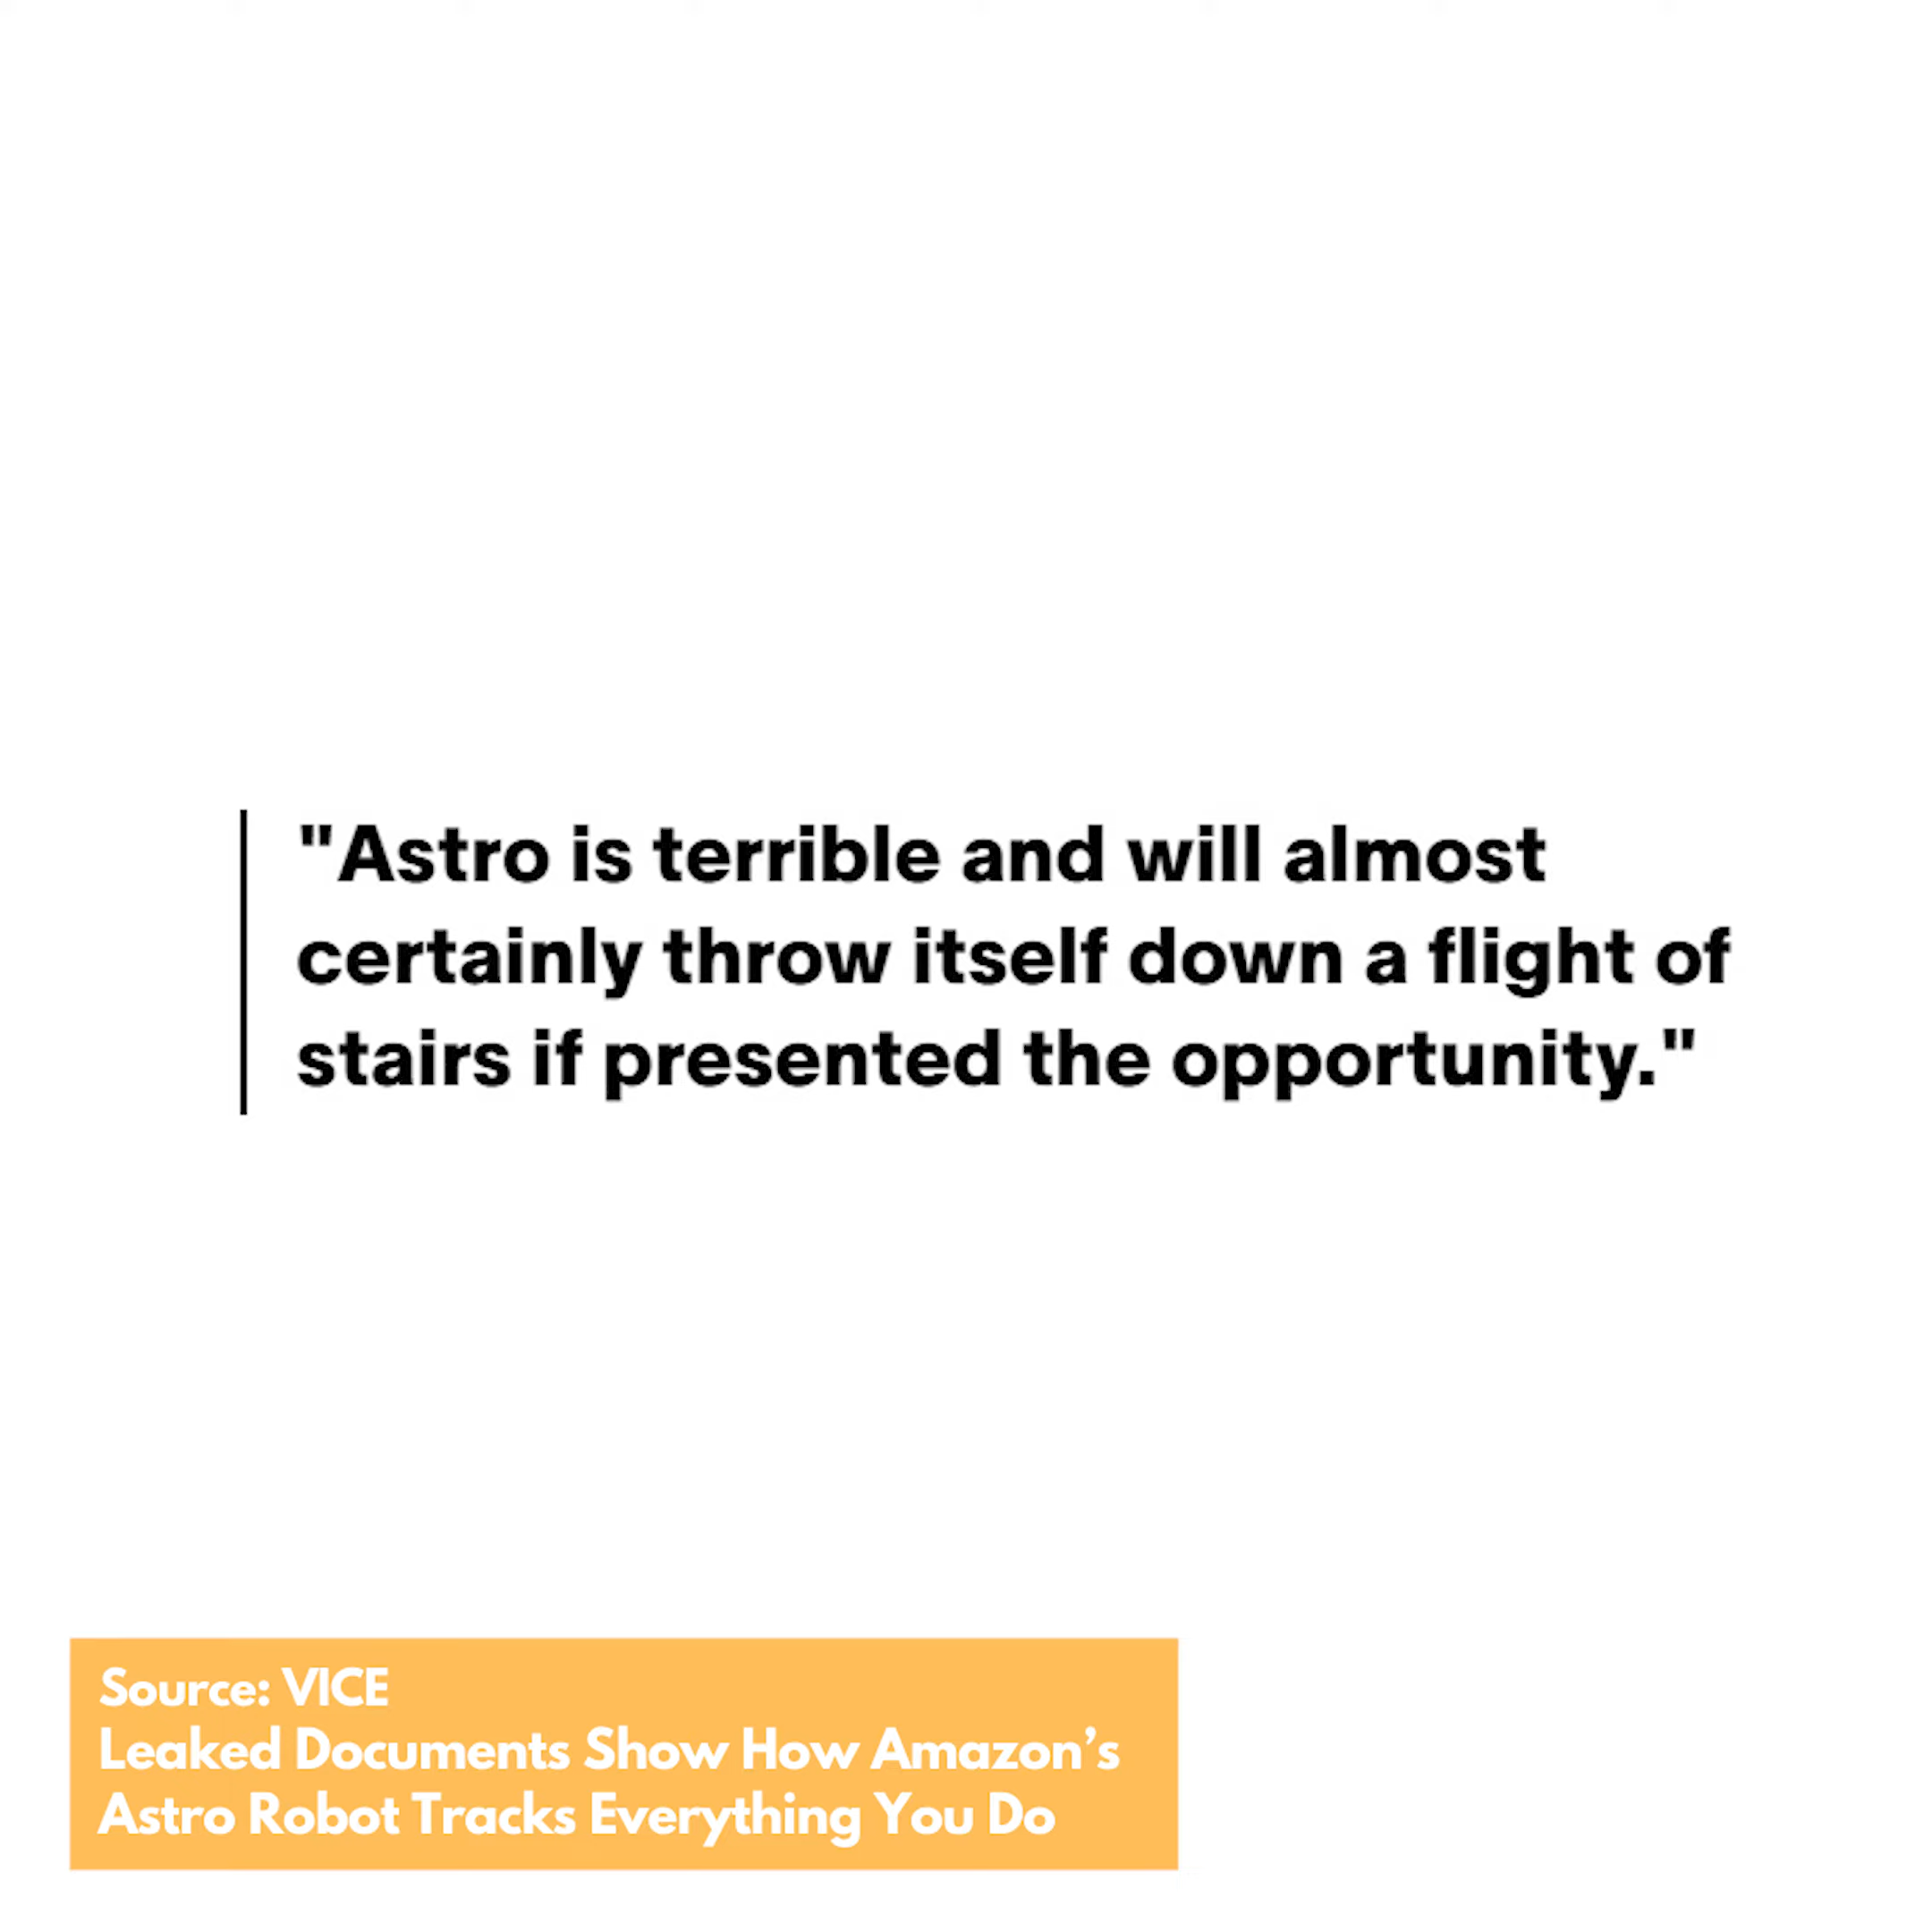 "Astro is terrible and will almost
certainly throw itself down a flight of
stairs if presented the opportunity."
Source: VICE
Leaked Documents Show How Amazon’s
Astro Robot Tracks Everything You Do